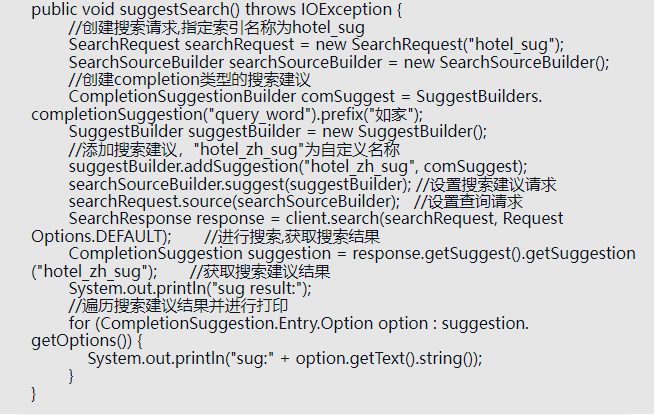 public void suggestSearch() throws IOException {
//创建搜索请求,指定索引名称为hotel_sug
SearchRequest searchRequest = new SearchRequest("hotel_sug");
SearchSourceBuilder searchSourceBuilder = new SearchSourceBuilder();
//创建completion类型的搜索建议
CompletionSuggestionBuilder comSuggest = SuggestBuilders.
completionSuggestion("query_word").prefix("如家");
SuggestBuilder suggestBuilder = new SuggestBuilder();
//添加搜索建议，"hotel_zh_sug"为自定义名称
suggestBuilder.addSuggestion("hotel_zh_sug", comSuggest);
searchSourceBuilder.suggest(suggestBuilder); //设置搜索建议请求
searchRequest.source(searchSourceBuilder); //设置查询请求
SearchResponse response = client.search(searchRequest, Request
Options.DEFAULT); //进行搜索,获取搜索结果
CompletionSuggestion suggestion = response.getSuggest().getSuggestion
("hotel_zh_sug"); //获取搜索建议结果
System.out.println("sug result:");
//遍历搜索建议结果并进行打印
for (CompletionSuggestion.Entry.Option option : suggestion.
getOptions()) {
System.out.println("sug:" + option.getText().string());
}
}